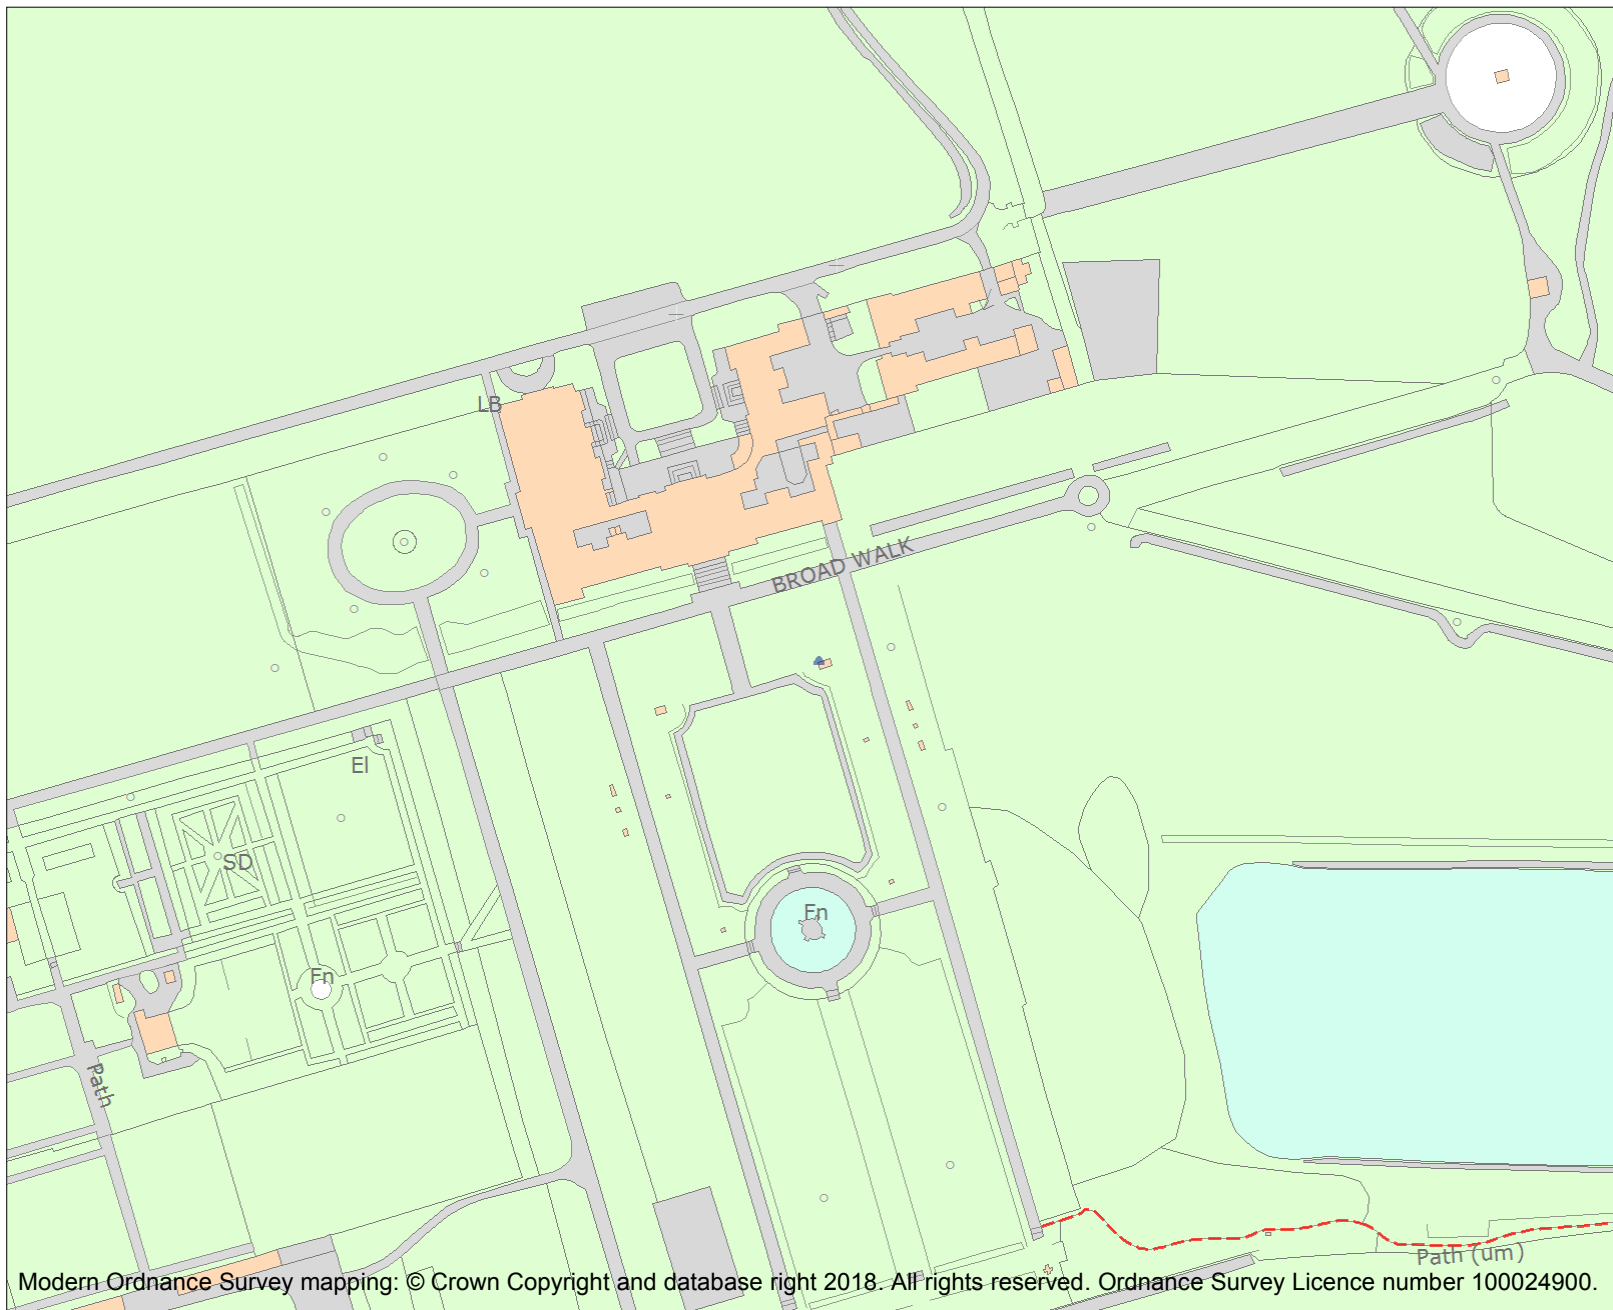 LB
BROAD WALK
El
SD
Fn
Fn
Path
Path (um)
Modern Ordnance Survey mapping: © Crown Copyright and database right 2018. All rights reserved. Ordnance Survey Licence number 100024900.